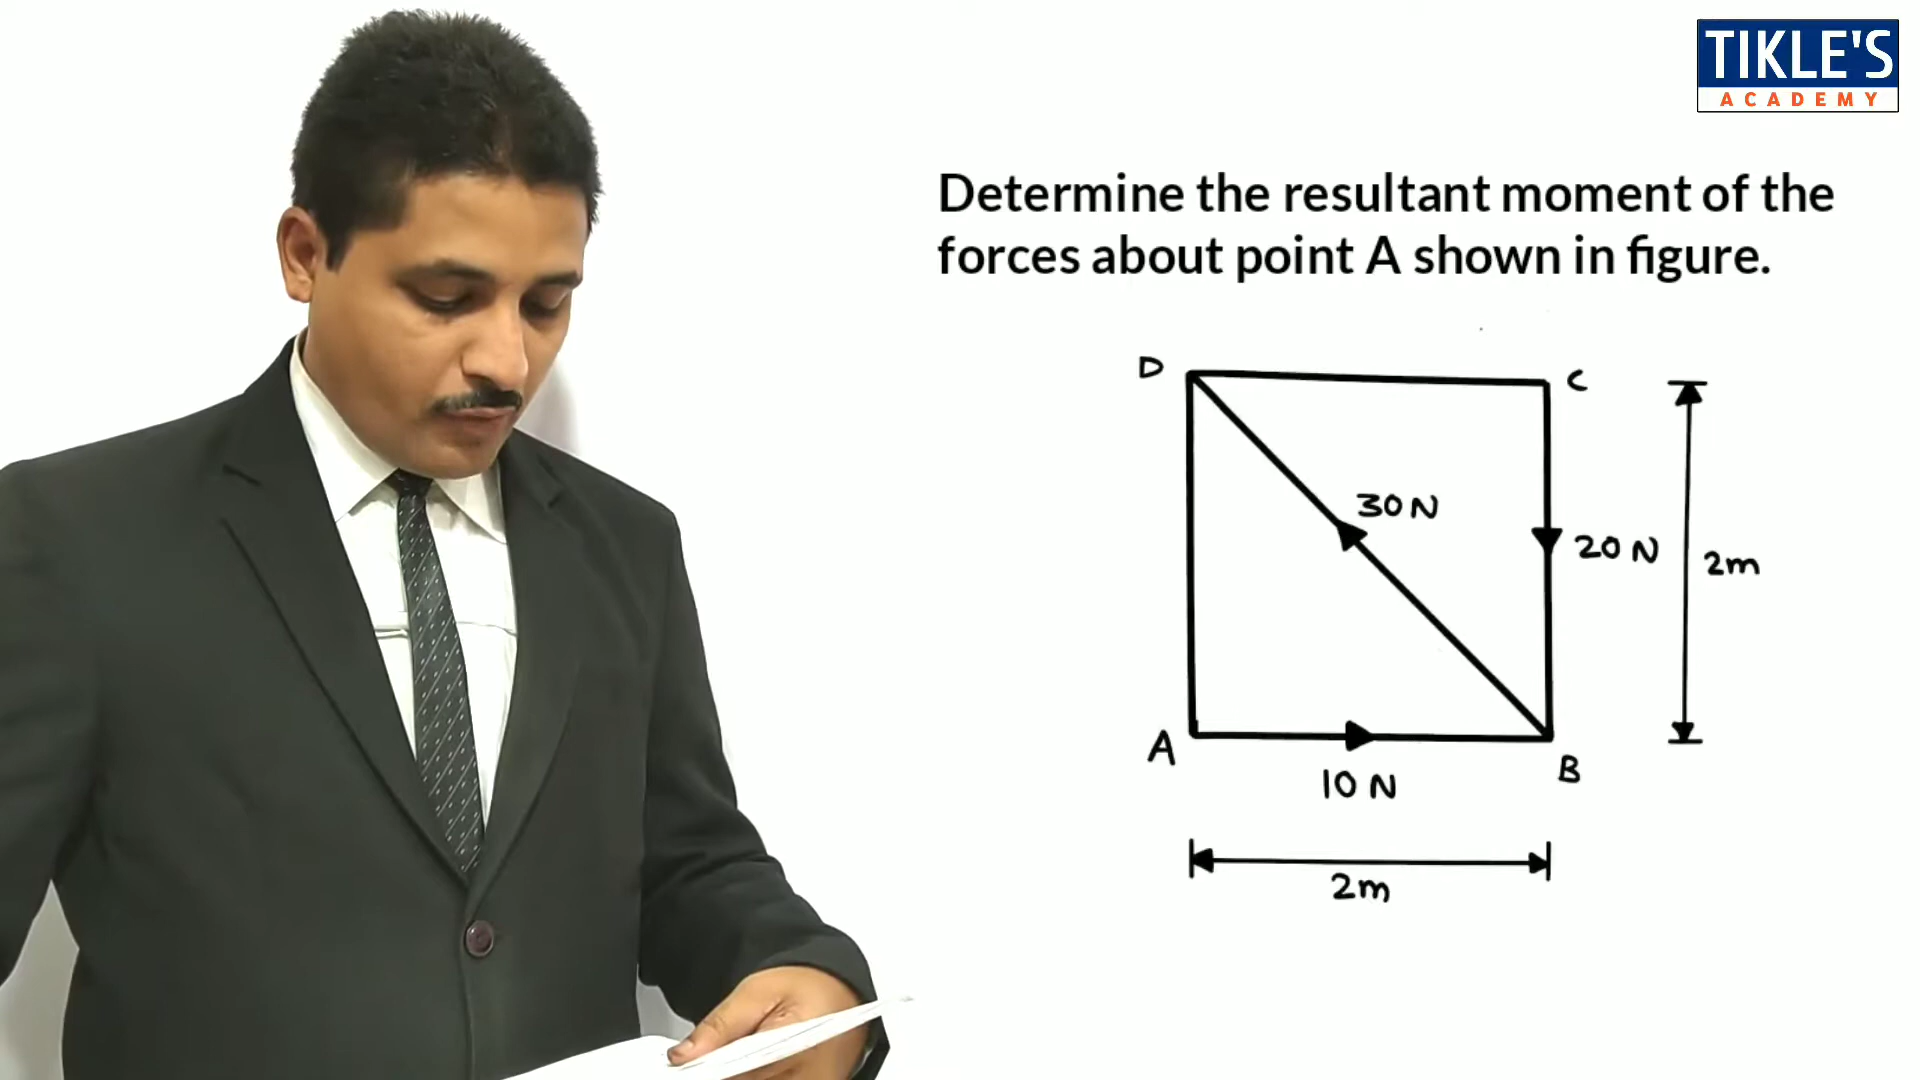 TIKLE'S
ACADEMY
Determine the resultant moment of the
forces about point A shown in figure.
D
C
30 N
20 N
2m
A
B
10 N
2m